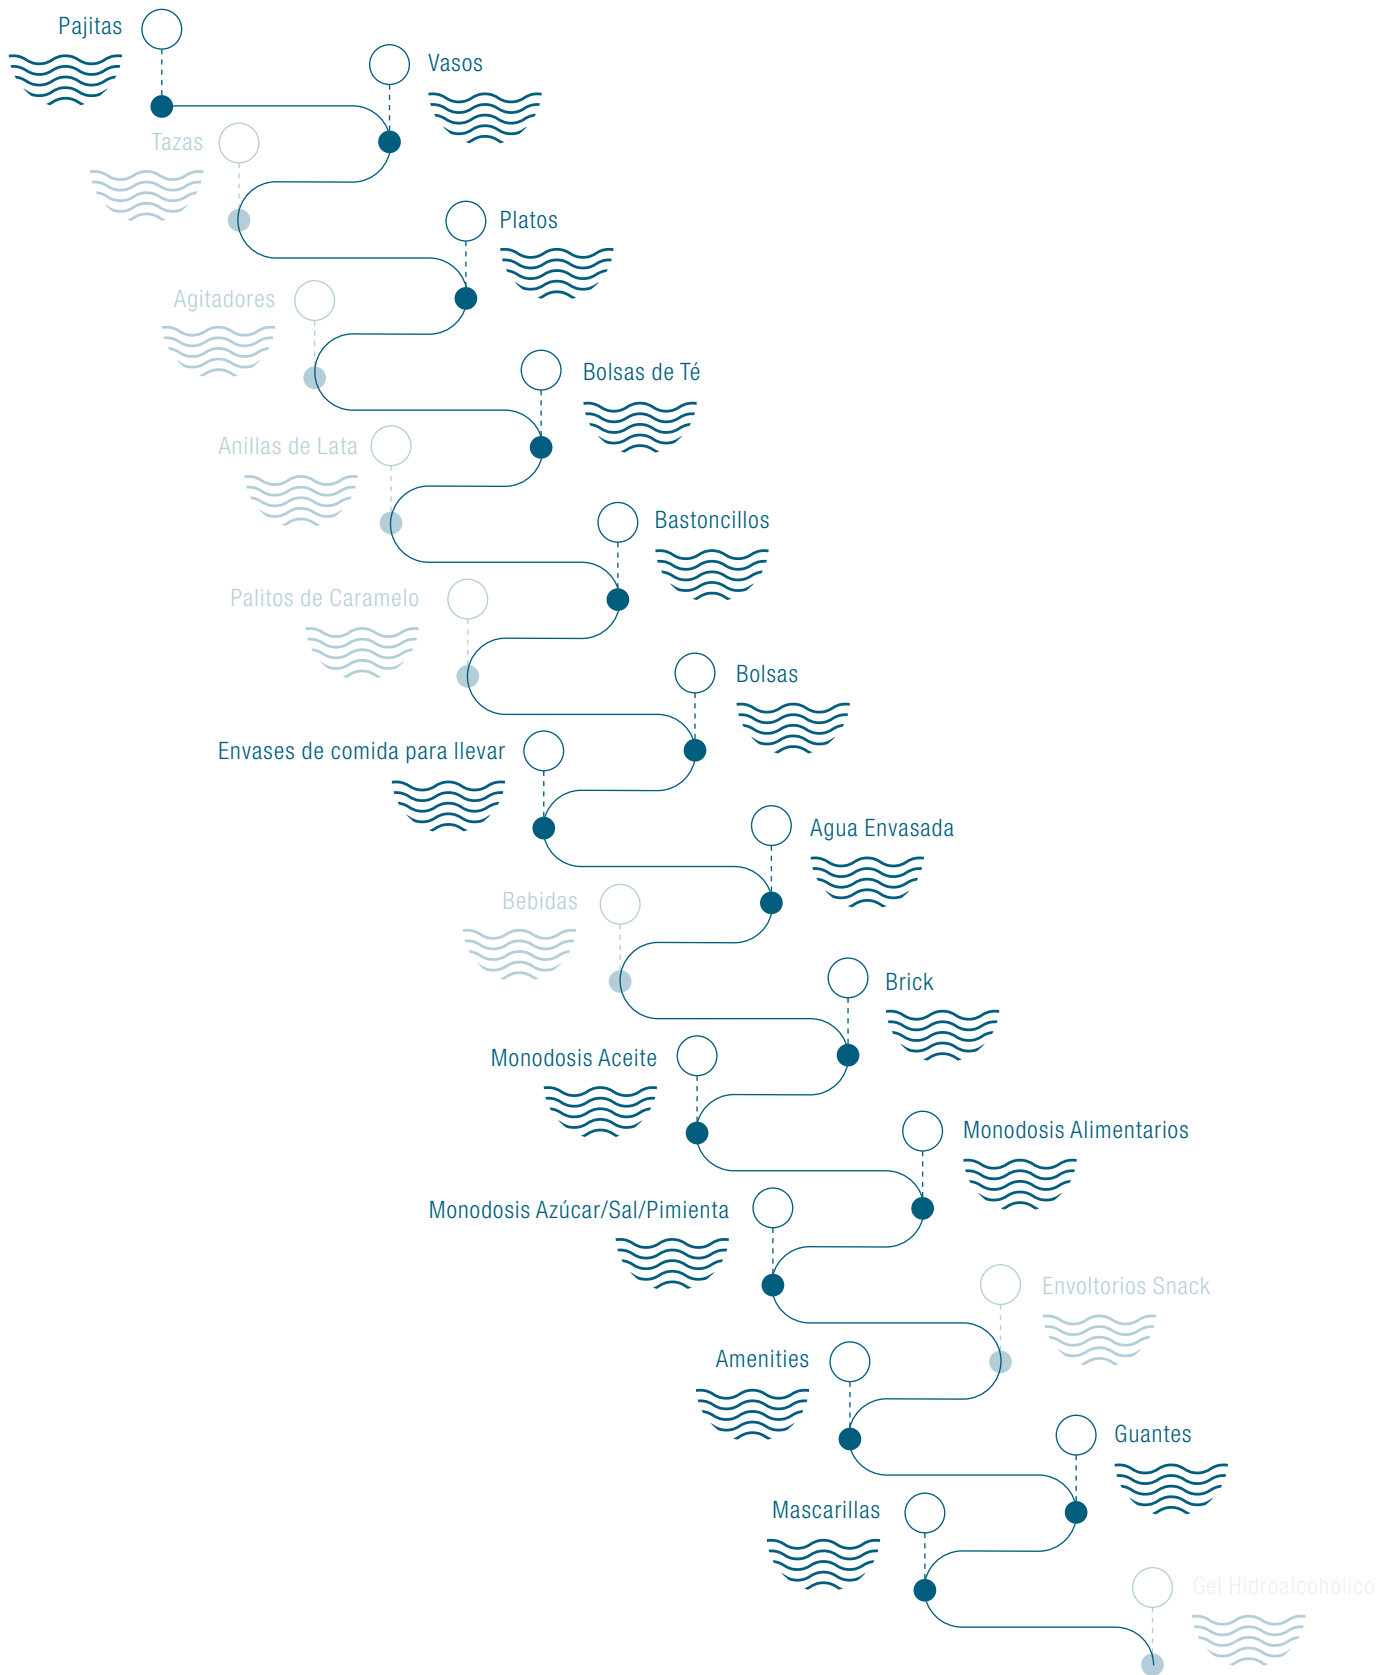 Pajitas
Vasos
Tazas
Platos
Agitadores
Bolsas de Té
Anillas de Lata
Bastoncillos
Palitos de Caramelo
Bolsas
Envases de comida para llevar
Agua Envasada
Bebidas
Brick
Monodosis Aceite
Monodosis Alimentarios
Monodosis Azúcar/Sal/Pimienta
Envoltorios Snack
Amenities
Guantes
Mascarillas
Gel Hidroalcohólico